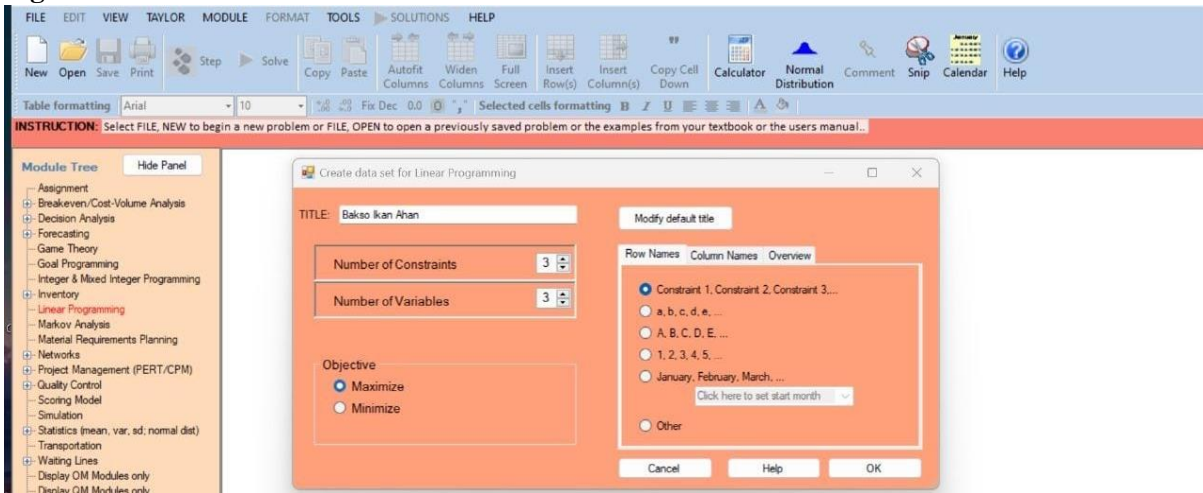 FILE EDIT VIEW TAYLOR MODULE FORMAT TOOLS SOLUTIONS HELP
New Open Save Print Step Solve Copy Paste Autofit Columns Widen Columns Full Screen Insert Row(s) Insert Column(s) Copy Cell Down Calculator Normal Distribution Comment Snip Calendar Help
Table formatting Arial 10 Fix Dec 0.0 Selected cells formatting B I U A
INSTRUCTION: Select FILE, NEW to begin a new problem or FILE, OPEN to open a previously saved problem or the examples from your textbook or the users manual..
Module Tree Hide Panel
Assignment
Breakeven/Cost-Volume Analysis
Decision Analysis
Forecasting
Game Theory
Goal Programming
Integer & Mixed Integer Programming
Inventory
Linear Programming
Markov Analysis
Material Requirements Planning
Networks
Project Management (PERT/CPM)
Quality Control
Scoring Model
Simulation
Statistics (mean, var, sd; normal dist)
Transportation
Waiting Lines
Display OM Modules only
Display QM Modules only
Create data set for Linear Programming
TITLE: Bakso Ikan Ahan
Modify default title
Number of Constraints 3
Number of Variables 3
Objective
Maximize
Minimize
Row Names Column Names Overview
Constraint 1, Constraint 2, Constraint 3,...
a, b, c, d, e, ...
A, B, C, D, E, ...
1, 2, 3, 4, 5, ...
January, February, March, ...
Click here to set start month
Other
Cancel Help OK